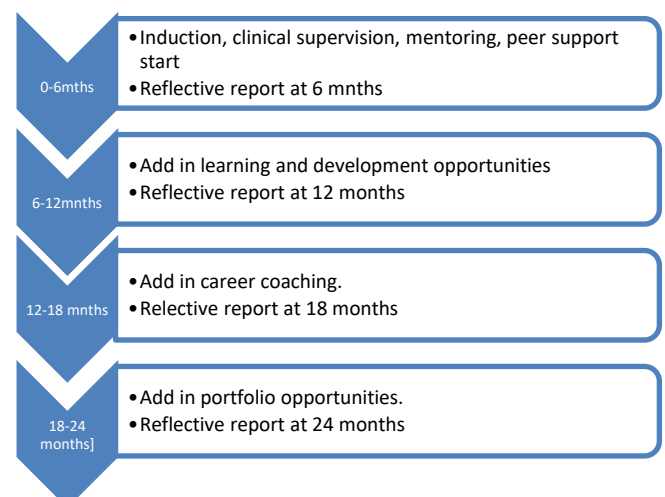 0-6mths
•Induction, clinical supervision, mentoring, peer support
start
•Reflective report at 6 mnths
6-12mnths
•Add in learning and development opportunities
•Reflective report at 12 months
12-18 mnths
•Add in career coaching.
•Relective report at 18 months
18-24
months]
•Add in portfolio opportunities.
•Reflective report at 24 months